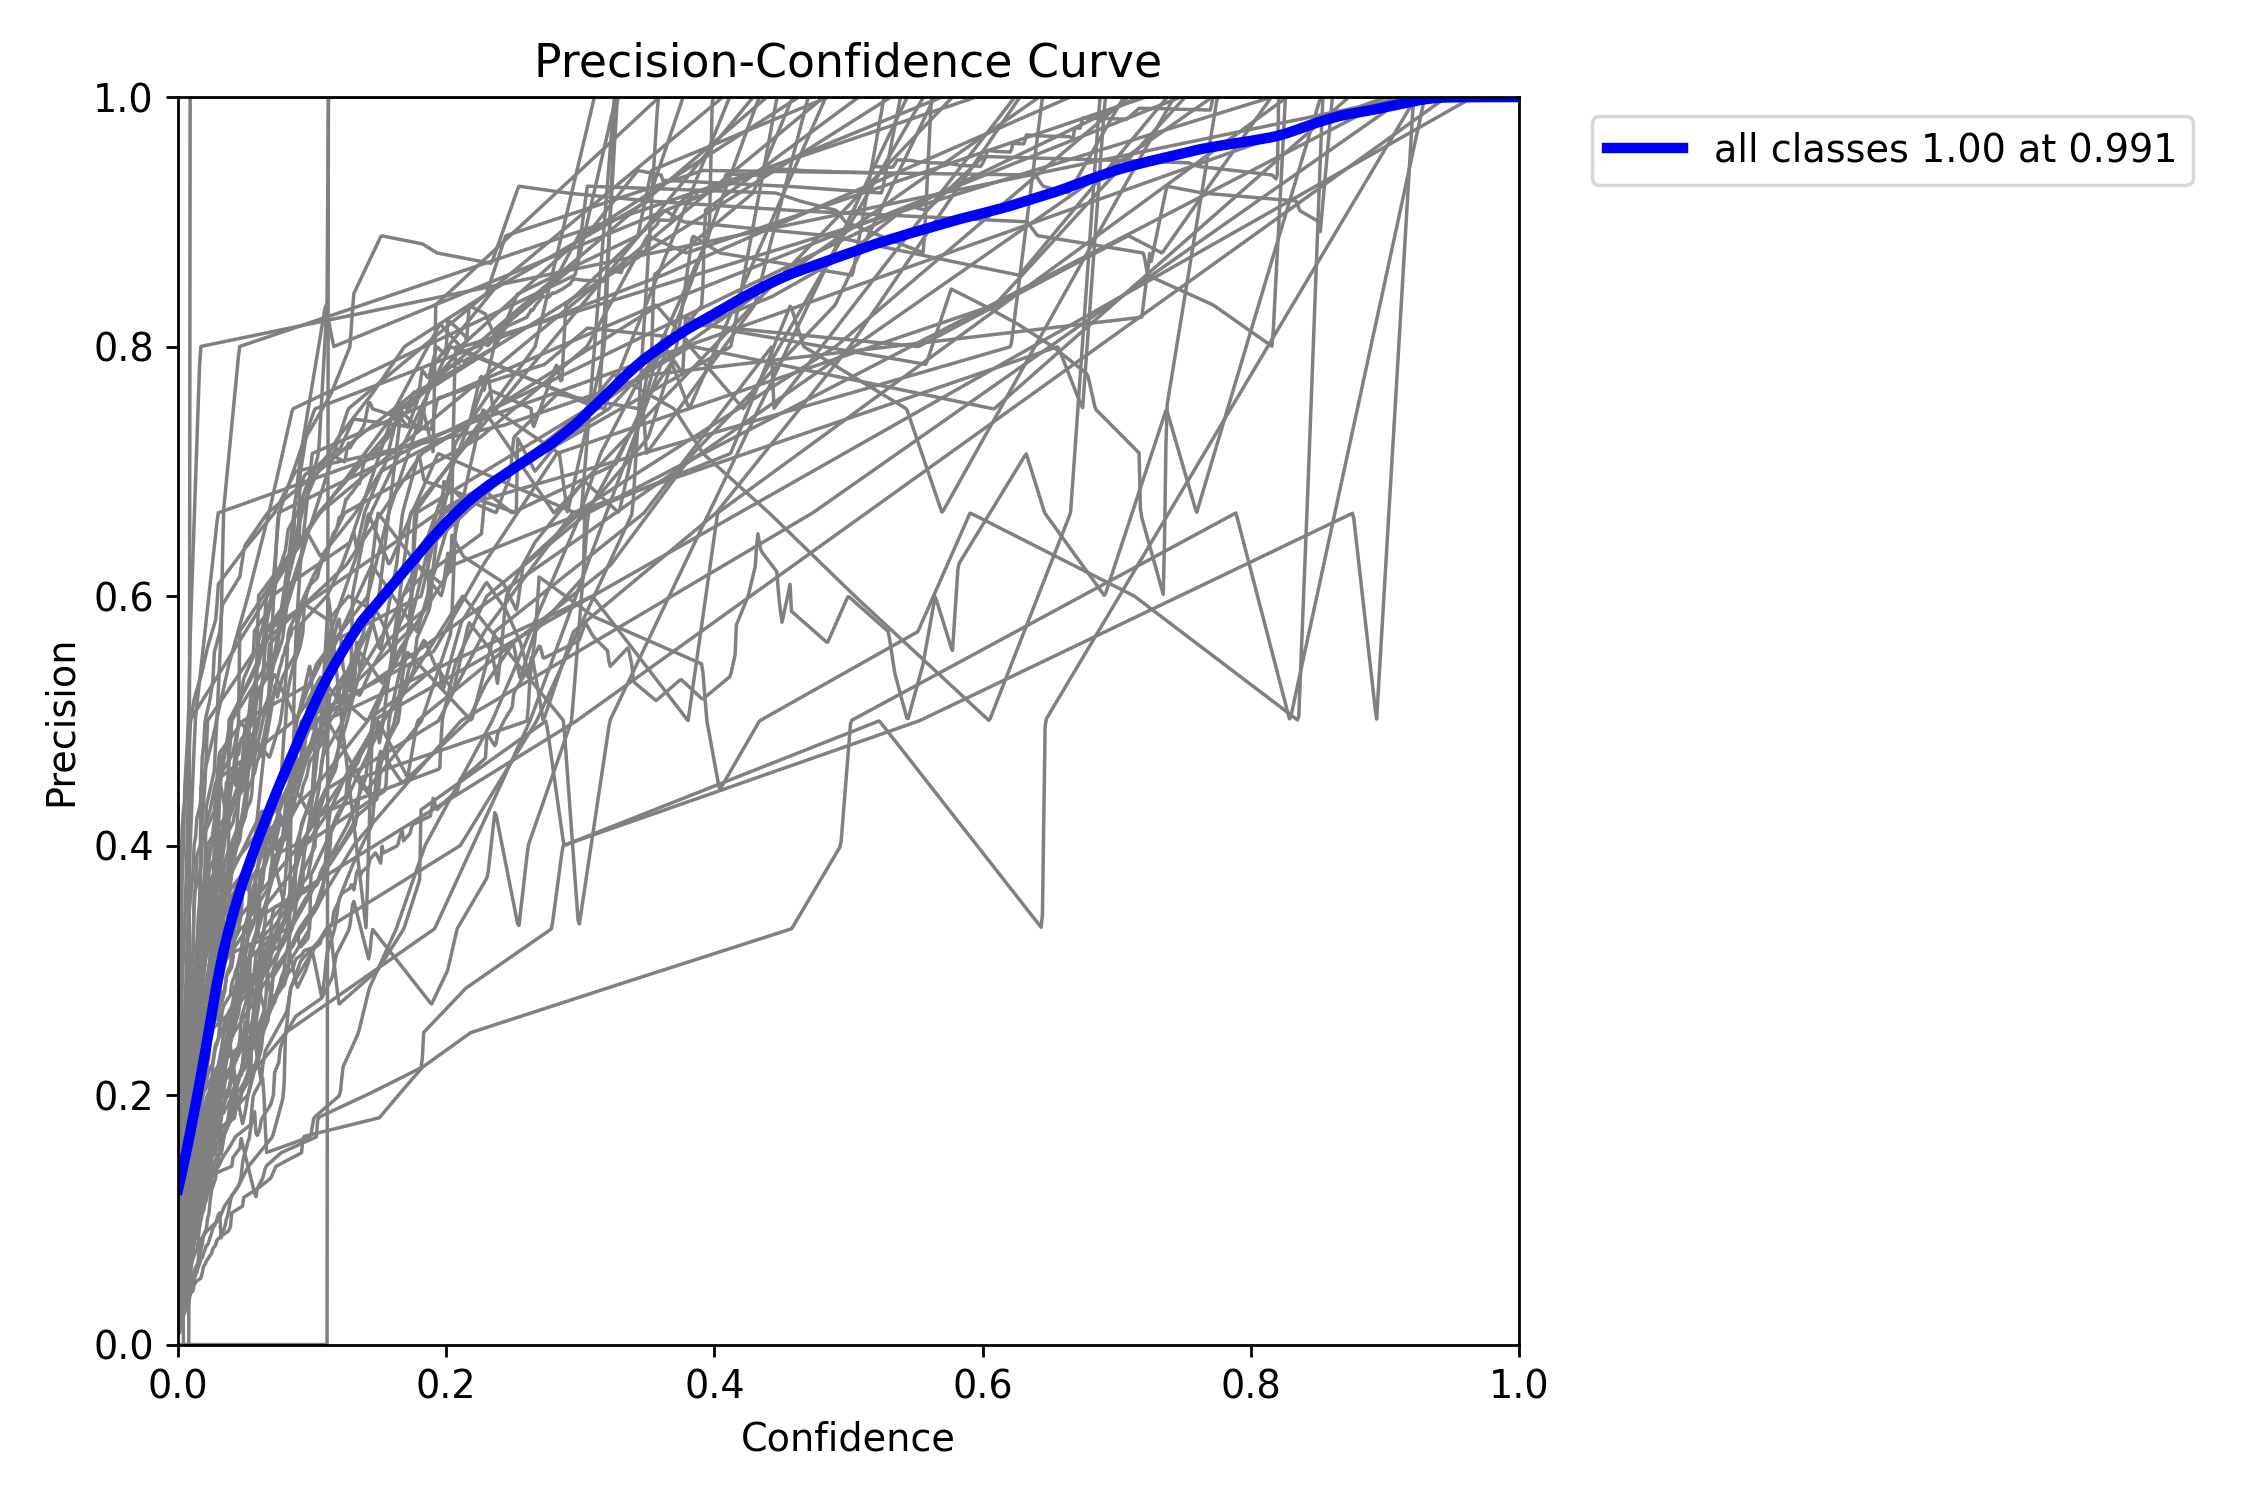 Precision-Confidence Curve
all classes 1.00 at 0.991
1.0
0.8
0.6
0.4
0.2
0.0
Precision
0.0 0.2 0.4 0.6 0.8 1.0
Confidence